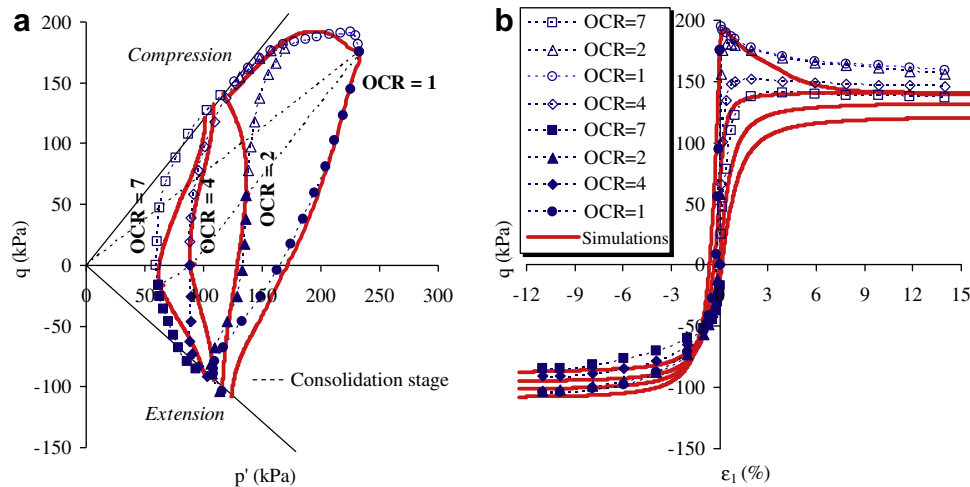 a
200
150
100
50
0
-50
-100
-150
q (kPa)
0
50
100
150
200
250
300
p' (kPa)
Compression
Extension
OCR = 1
OCR = 2
OCR = 4
OCR = 7
Consolidation stage
b
OCR=7
OCR=2
OCR=1
OCR=4
OCR=7
OCR=2
OCR=4
OCR=1
Simulations
200
150
100
50
0
-50
-100
-150
q (kPa)
-12
-9
-6
-3
0
3
6
9
12
15
ε1 (%)